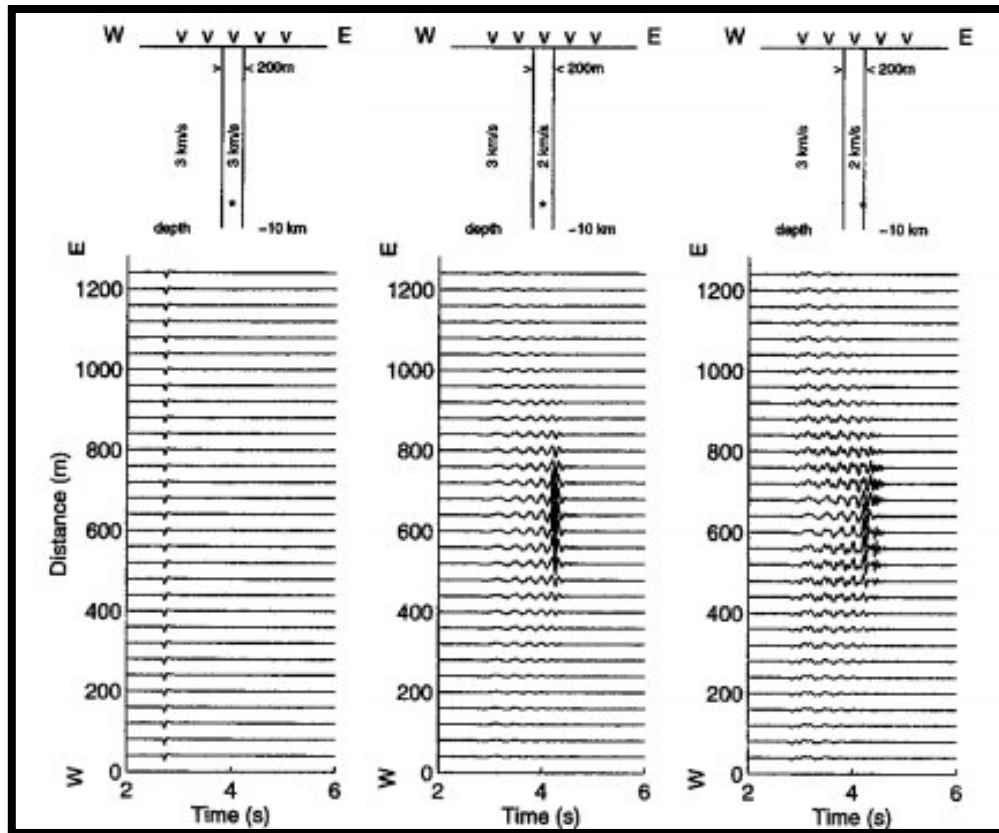 W V V V V V E
> < 200m
3 km/s
3 km/s
*
depth ~10 km
E
1200
1000
800
600
400
200
0
W
Distance (m)
2 4 6
Time (s)
W V V V V V E
> < 200m
3 km/s
2 km/s
*
depth ~10 km
E
1200
1000
800
600
400
200
0
W
2 4 6
Time (s)
W V V V V V E
> < 200m
3 km/s
2 km/s
*
depth ~10 km
E
1200
1000
800
600
400
200
0
W
2 4 6
Time (s)